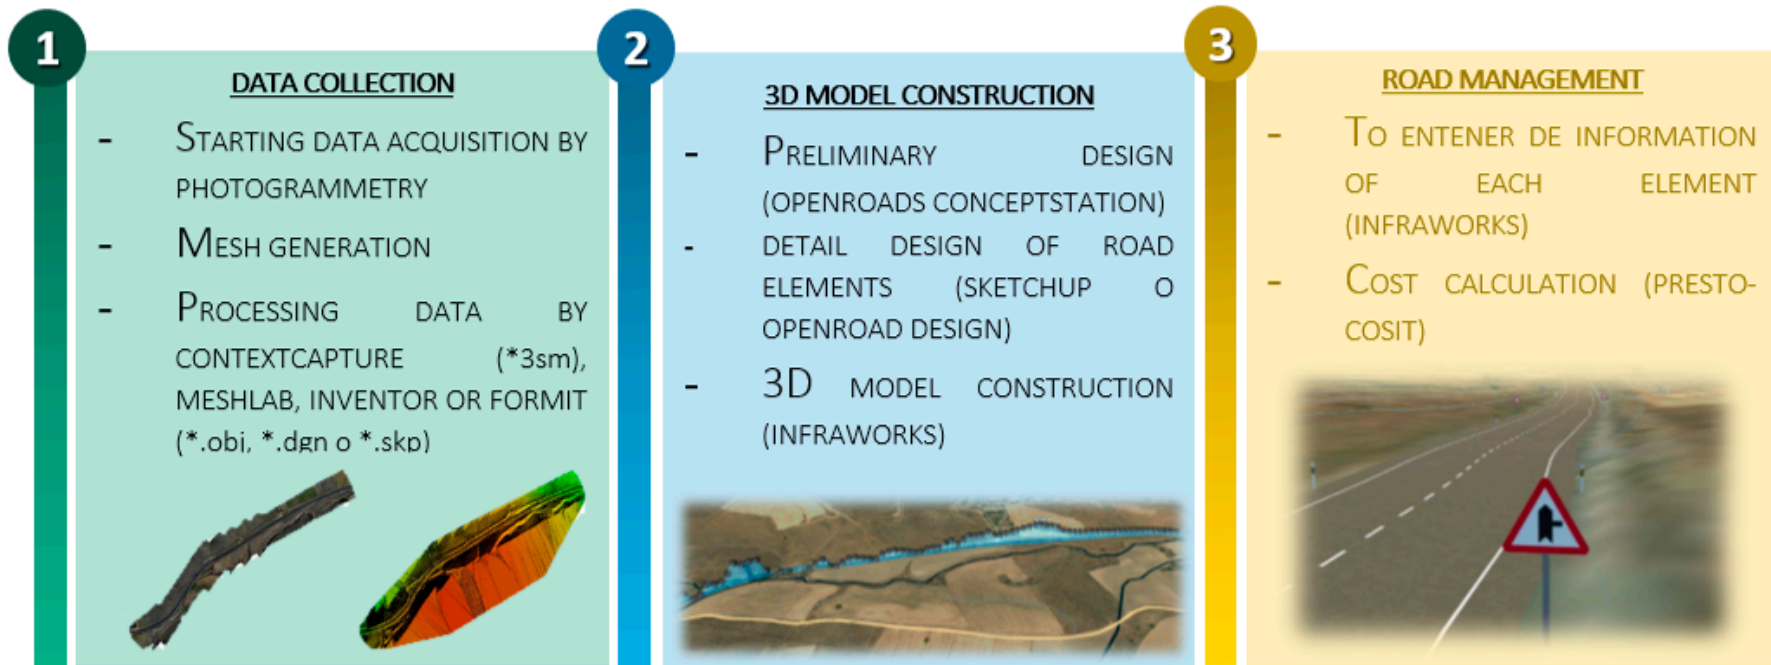 1
DATA COLLECTION
- STARTING DATA ACQUISITION BY
PHOTOGRAMMETRY
- MESH GENERATION
- PROCESSING DATA BY
CONTEXTCAPTURE (*3sm),
MESHLAB, INVENTOR OR FORMIT
(*.obj, *.dgn o *.skp)
2
3D MODEL CONSTRUCTION
- PRELIMINARY DESIGN
(OPENROADS CONCEPTSTATION)
- DETAIL DESIGN OF ROAD
ELEMENTS (SKETCHUP O
OPENROAD DESIGN)
- 3D MODEL CONSTRUCTION
(INFRAWORKS)
3
ROAD MANAGEMENT
- TO ENTENER DE INFORMATION
OF EACH ELEMENT
(INFRAWORKS)
- COST CALCULATION (PRESTO-
COSIT)